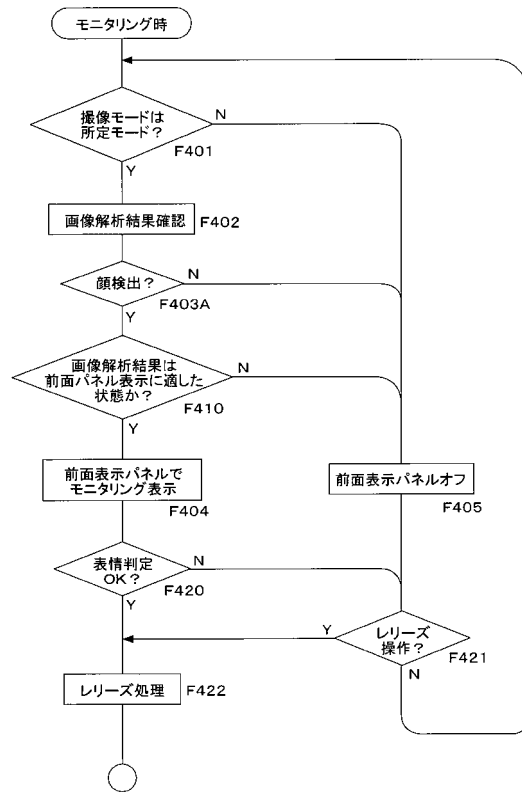 モニタリング時
撮像モードは
所定モード？
N
F401
Y
画像解析結果確認
F402
顔検出？
N
F403A
Y
画像解析結果は
前面パネル表示に適した
状態か？
N
F410
Y
前面表示パネルで
モニタリング表示
F404
前面表示パネルオフ
F405
表情判定
OK？
N
F420
Y
レリーズ
操作？
Y
F421
N
レリーズ処理
F422